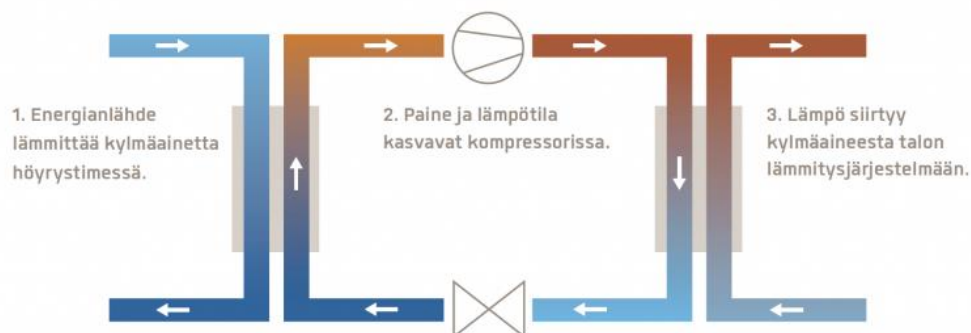 1. Energianlähde
lämmittää kylmäainetta
höyrystimessä.
2. Paine ja lämpötila
kasvavat kompressorissa.
3. Lämpö siirtyy
kylmäaineesta talon
lämmitysjärjestelmään.